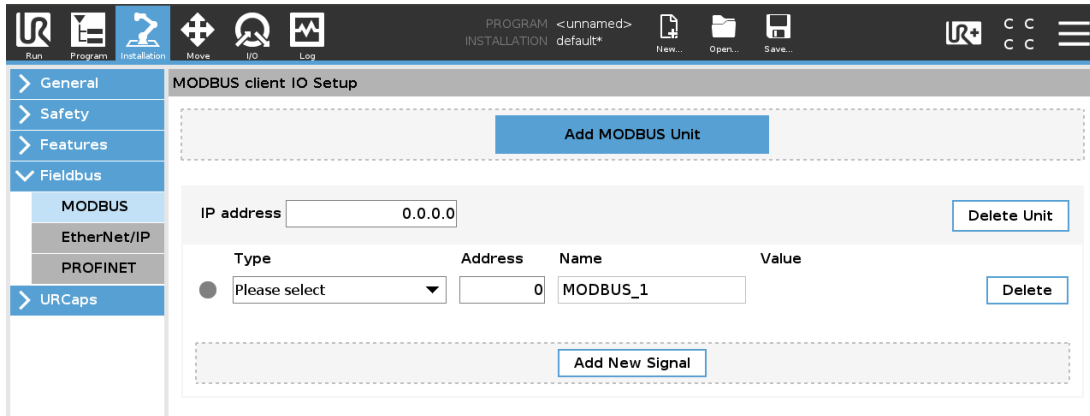 PROGRAM <unnamed>
INSTALLATION default*
UR+
C C
C C
Run Program Installation Move I/O Log New... Open... Save...
General
Safety
Features
Fieldbus
MODBUS
EtherNet/IP
PROFINET
URCaps
MODBUS client IO Setup
Add MODBUS Unit
IP address 0.0.0.0 Delete Unit
Type Address Name Value
Please select 0 MODBUS_1 Delete
Add New Signal